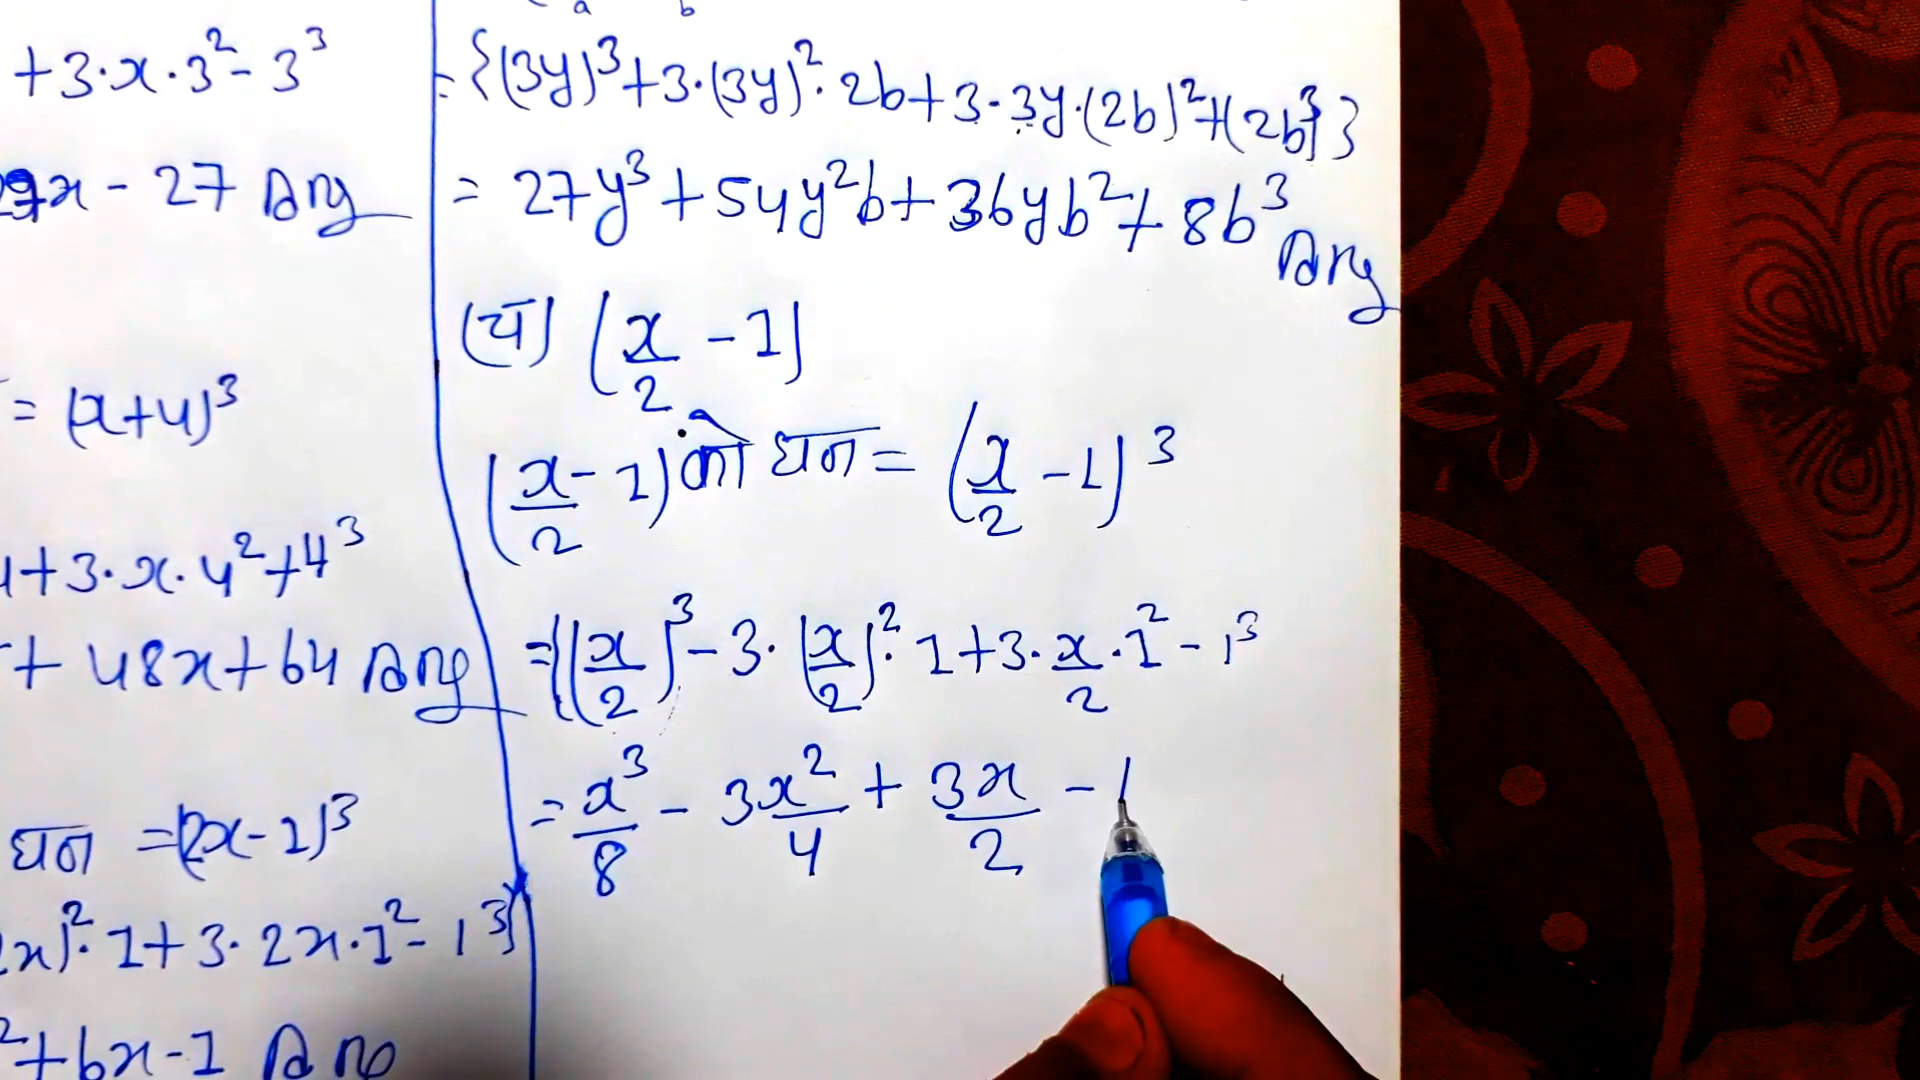 +3·x·3²-3³
9x - 27 Ans
= (x+4)³
+3·x·4²+4³
+ 48x+64 Ans
घन =(2x-1)³
x)²·1+3·2x·1²-1³}
²+6x-1 Ans
a b
={(3y)³+3·(3y)²·2b+3·3y·(2b)²+(2b)³}
= 27y³+54y²b+36yb²+8b³ Ans
(च) (x/2 - 1)
(x/2 - 1) को घन = (x/2 - 1)³
={(x/2)³-3·(x/2)²·1+3·x/2·1²-1³
= x³/8 - 3x²/4 + 3x/2 - 1